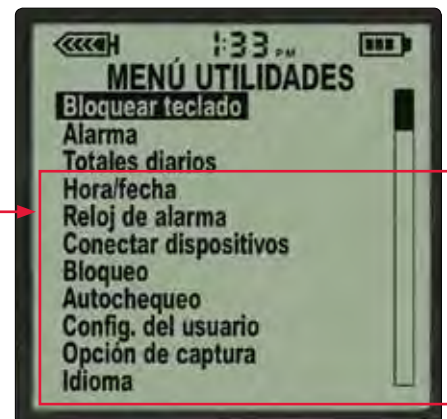 1:33 PM
MENÚ UTILIDADES
Bloquear teclado
Alarma
Totales diarios
Hora/fecha
Reloj de alarma
Conectar dispositivos
Bloqueo
Autochequeo
Config. del usuario
Opción de captura
Idioma